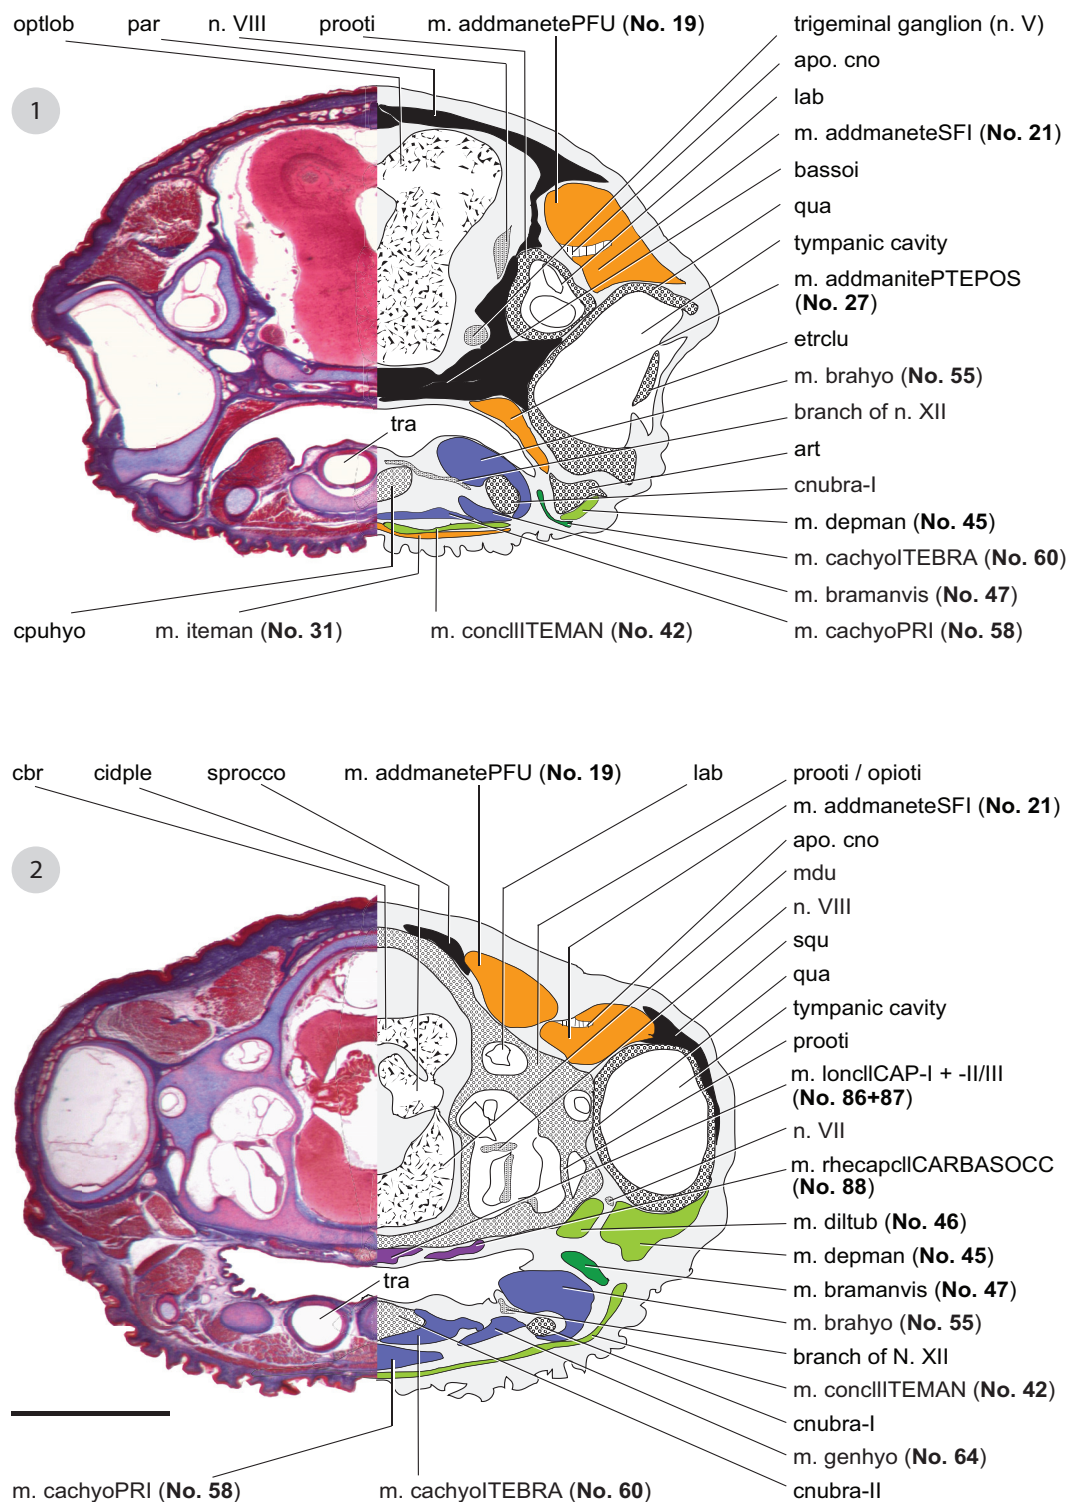 optlob par n. VIII prooti m. addmanetePFU (No. 19) trigeminal ganglion (n. V)
apo. cno
1
lab
m. addmaneteSFI (No. 21)
bassoi
qua
tympanic cavity
m. addmanitePTEPOS
(No. 27)
etrclu
m. brahyo (No. 55)
branch of n. XII
tra
art
cnubra-I
m. depman (No. 45)
m. cachyoITEBRA (No. 60)
m. bramanvis (No. 47)
cpuhyo m. iteman (No. 31) m. conclIITEMAN (No. 42) m. cachyoPRI (No. 58)
cbr cidple sprocco m. addmanetePFU (No. 19) lab prooti / opioti
m. addmaneteSFI (No. 21)
apo. cno
2
mdu
n. VIII
squ
qua
tympanic cavity
prooti
m. lonclICAP-I + -II/III
(No. 86+87)
n. VII
m. rhecapclICARBASOCC
(No. 88)
m. diltub (No. 46)
m. depman (No. 45)
tra
m. bramanvis (No. 47)
m. brahyo (No. 55)
branch of N. XII
m. conclIITEMAN (No. 42)
cnubra-I
m. genhyo (No. 64)
m. cachyoPRI (No. 58) m. cachyoITEBRA (No. 60) cnubra-II